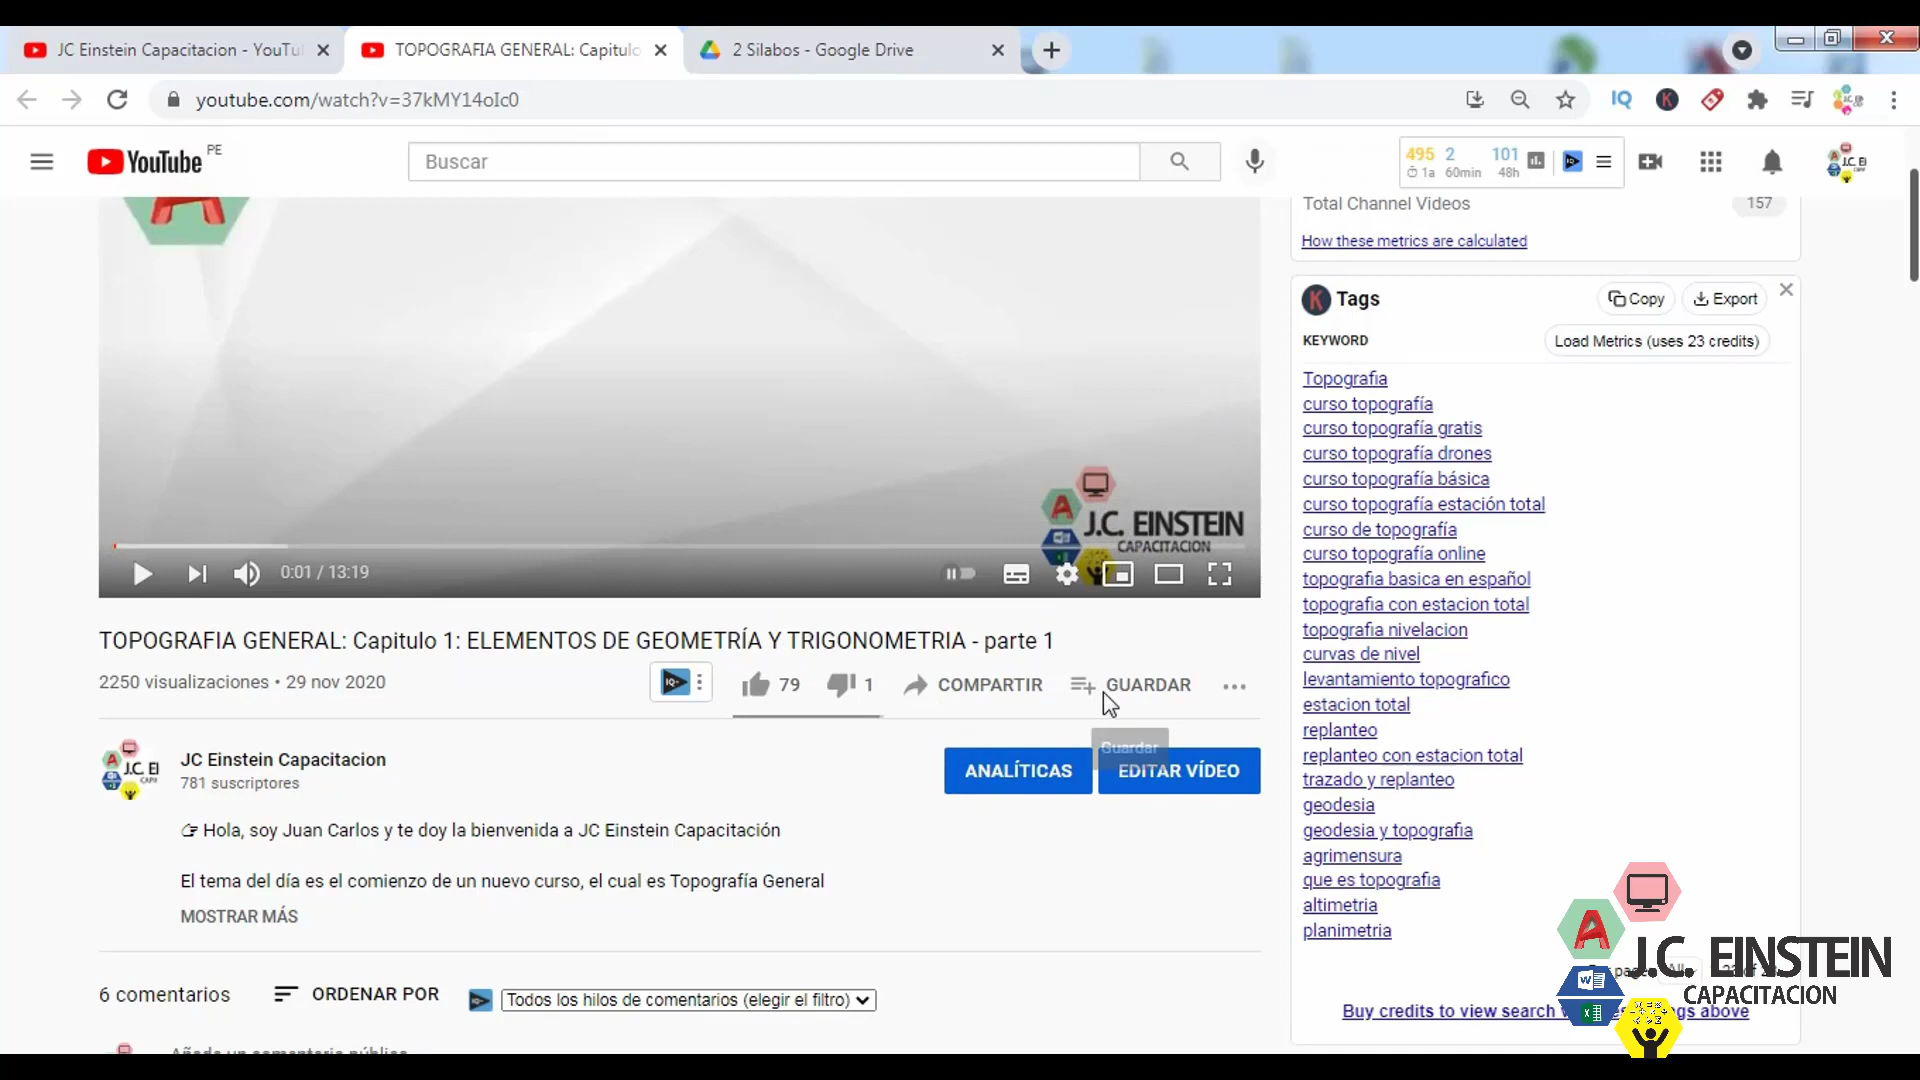 JC Einstein Capacitacion - YouTu
TOPOGRAFIA GENERAL: Capitulo
2 Silabos - Google Drive
youtube.com/watch?v=37kMY14oIc0
YouTube PE
Buscar
495 2 101
1a 60min 48h
Total Channel Videos 157
How these metrics are calculated
Tags
Copy
Export
KEYWORD
Load Metrics (uses 23 credits)
Topografia
curso topografía
curso topografía gratis
curso topografía drones
curso topografía básica
curso topografía estación total
curso de topografía
curso topografía online
topografia basica en español
topografia con estacion total
topografia nivelacion
curvas de nivel
levantamiento topografico
estacion total
replanteo
replanteo con estacion total
trazado y replanteo
geodesia
geodesia y topografia
agrimensura
que es topografia
altimetria
planimetria
Buy credits to view search
gs above
J.C. EINSTEIN
CAPACITACION
0:01 / 13:19
TOPOGRAFIA GENERAL: Capitulo 1: ELEMENTOS DE GEOMETRÍA Y TRIGONOMETRIA - parte 1
2250 visualizaciones • 29 nov 2020
79
1
COMPARTIR
GUARDAR
Guardar
JC Einstein Capacitacion
781 suscriptores
ANALÍTICAS
EDITAR VÍDEO
Hola, soy Juan Carlos y te doy la bienvenida a JC Einstein Capacitación
El tema del día es el comienzo de un nuevo curso, el cual es Topografía General
MOSTRAR MÁS
6 comentarios
ORDENAR POR
Todos los hilos de comentarios (elegir el filtro)
J.C. EINSTEIN
CAPACITACION